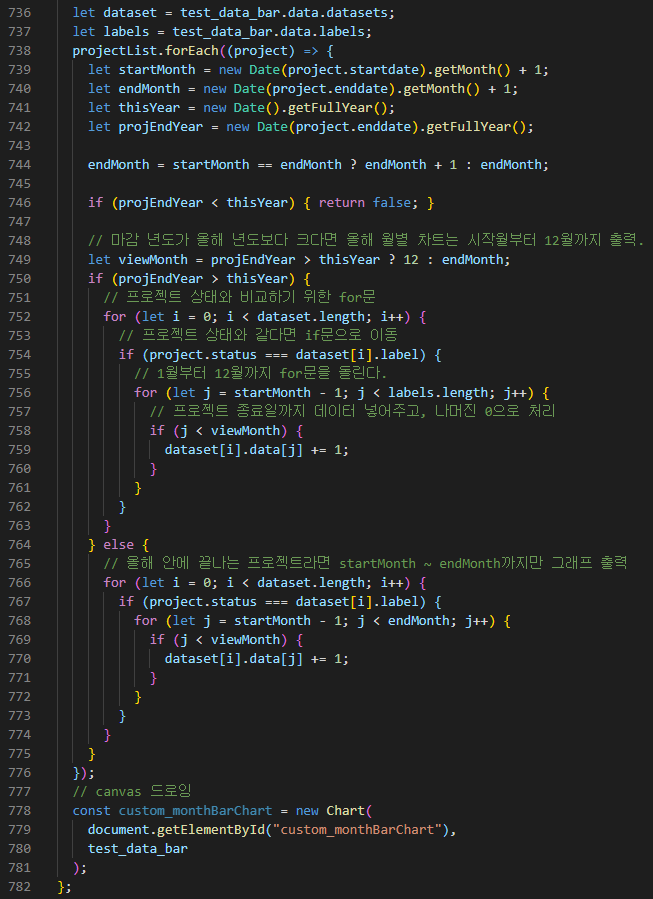 736 let dataset = test_data_bar.data.datasets;
737 let labels = test_data_bar.data.labels;
738 projectList.forEach((project) => {
739 let startMonth = new Date(project.startdate).getMonth() + 1;
740 let endMonth = new Date(project.enddate).getMonth() + 1;
741 let thisYear = new Date().getFullYear();
742 let projEndYear = new Date(project.enddate).getFullYear();
743
744 endMonth = startMonth == endMonth ? endMonth + 1 : endMonth;
745
746 if (projEndYear < thisYear) { return false; }
747
748 // 마감 년도가 올해 년도보다 크다면 올해 월별 차트는 시작월부터 12월까지 출력.
749 let viewMonth = projEndYear > thisYear ? 12 : endMonth;
750 if (projEndYear > thisYear) {
751 // 프로젝트 상태와 비교하기 위한 for문
752 for (let i = 0; i < dataset.length; i++) {
753 // 프로젝트 상태와 같다면 if문으로 이동
754 if (project.status === dataset[i].label) {
755 // 1월부터 12월까지 for문을 돌린다.
756 for (let j = startMonth - 1; j < labels.length; j++) {
757 // 프로젝트 종료일까지 데이터 넣어주고, 나머진 0으로 처리
758 if (j < viewMonth) {
759 dataset[i].data[j] += 1;
760 }
761 }
762 }
763 }
764 } else {
765 // 올해 안에 끝나는 프로젝트라면 startMonth ~ endMonth까지만 그래프 출력
766 for (let i = 0; i < dataset.length; i++) {
767 if (project.status === dataset[i].label) {
768 for (let j = startMonth - 1; j < endMonth; j++) {
769 if (j < viewMonth) {
770 dataset[i].data[j] += 1;
771 }
772 }
773 }
774 }
775 }
776 });
777 // canvas 드로잉
778 const custom_monthBarChart = new Chart(
779 document.getElementById("custom_monthBarChart"),
780 test_data_bar
781 );
782 };